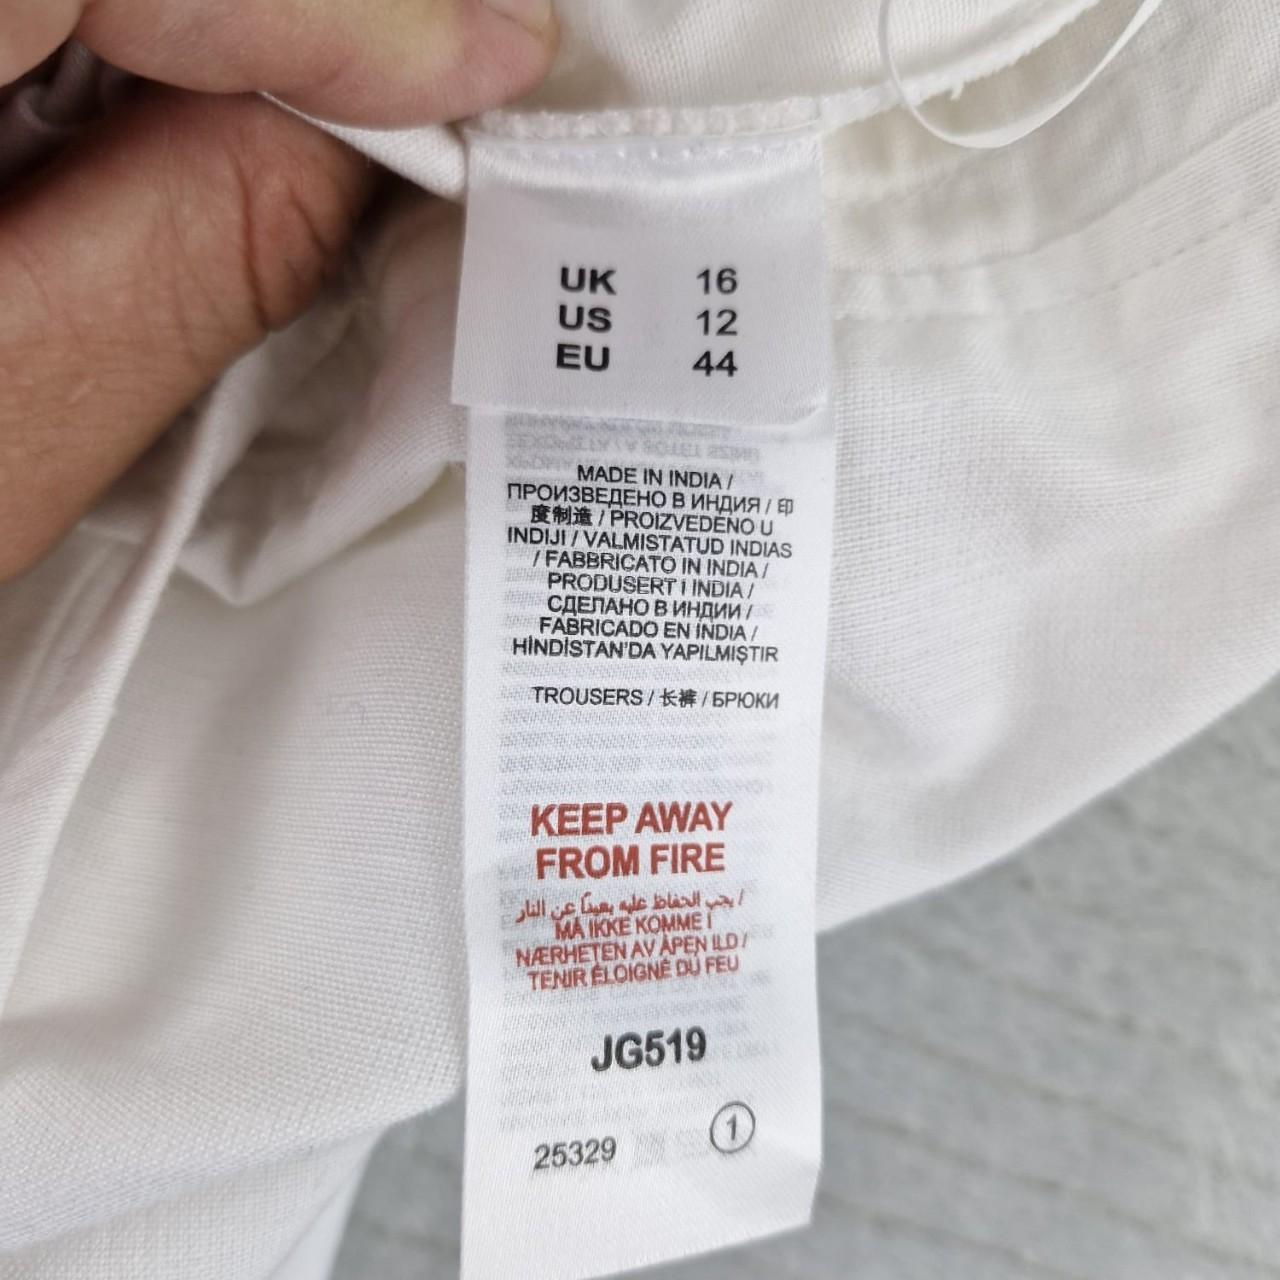 UK 16
US 12
EU 44
MADE IN INDIA /
ПРОИЗВЕДЕНО В ИНДИЯ / 印
度制造 / PROIZVEDENO U
INDIJI / VALMISTATUD INDIAS
/ FABBRICATO IN INDIA /
PRODUSERT I INDIA /
СДЕЛАНО В ИНДИИ /
FABRICADO EN INDIA /
HİNDİSTAN'DA YAPILMIŞTIR
TROUSERS / 长裤 / БРЮКИ
KEEP AWAY
FROM FIRE
يجب الحفاظ عليه بعيداً عن النار /
MÅ IKKE KOMME I
NÆRHETEN AV ÅPEN ILD /
TENIR ÉLOIGNÉ DU FEU
JG519
25329 1